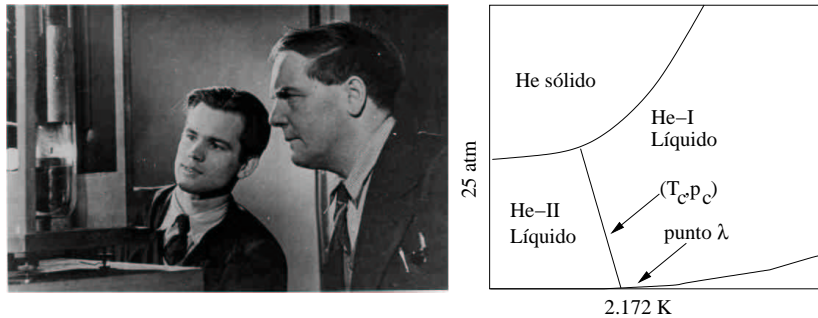 He sólido
He−I
Líquido
25 atm
(T_c,p_c)
He−II
Líquido
punto λ
2.172 K